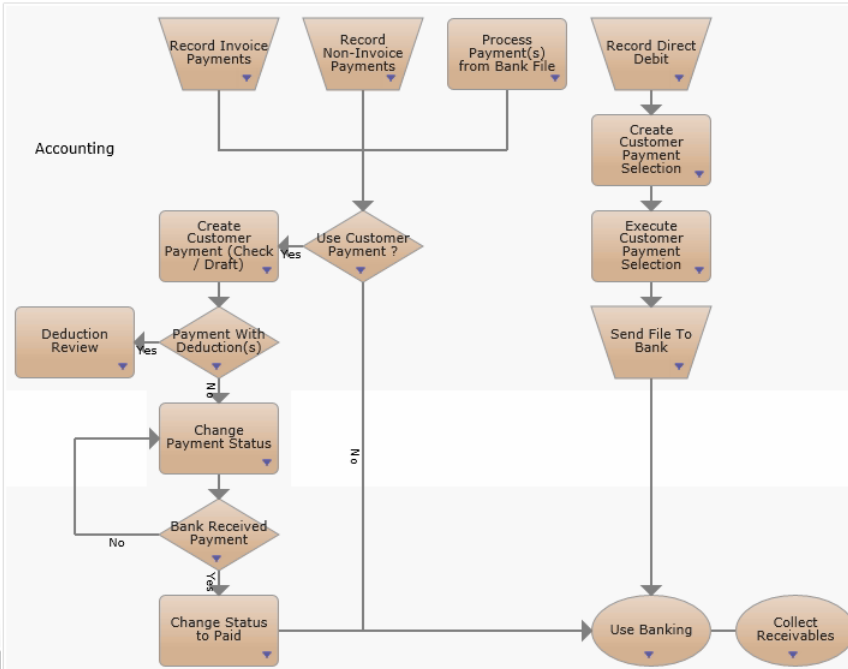 Record Invoice
Payments
Record
Non-Invoice
Payments
Process
Payment(s)
from Bank File
Record Direct
Debit
Accounting
Create
Customer
Payment
Selection
Create
Customer
Payment (Check
/ Draft)
Yes
Use Customer
Payment ?
Execute
Customer
Payment
Selection
Deduction
Review
Yes
Payment With
Deduction(s)
Send File To
Bank
No
Change
Payment Status
No
Bank Received
Payment
No
Yes
Change Status
to Paid
Use Banking
Collect
Receivables